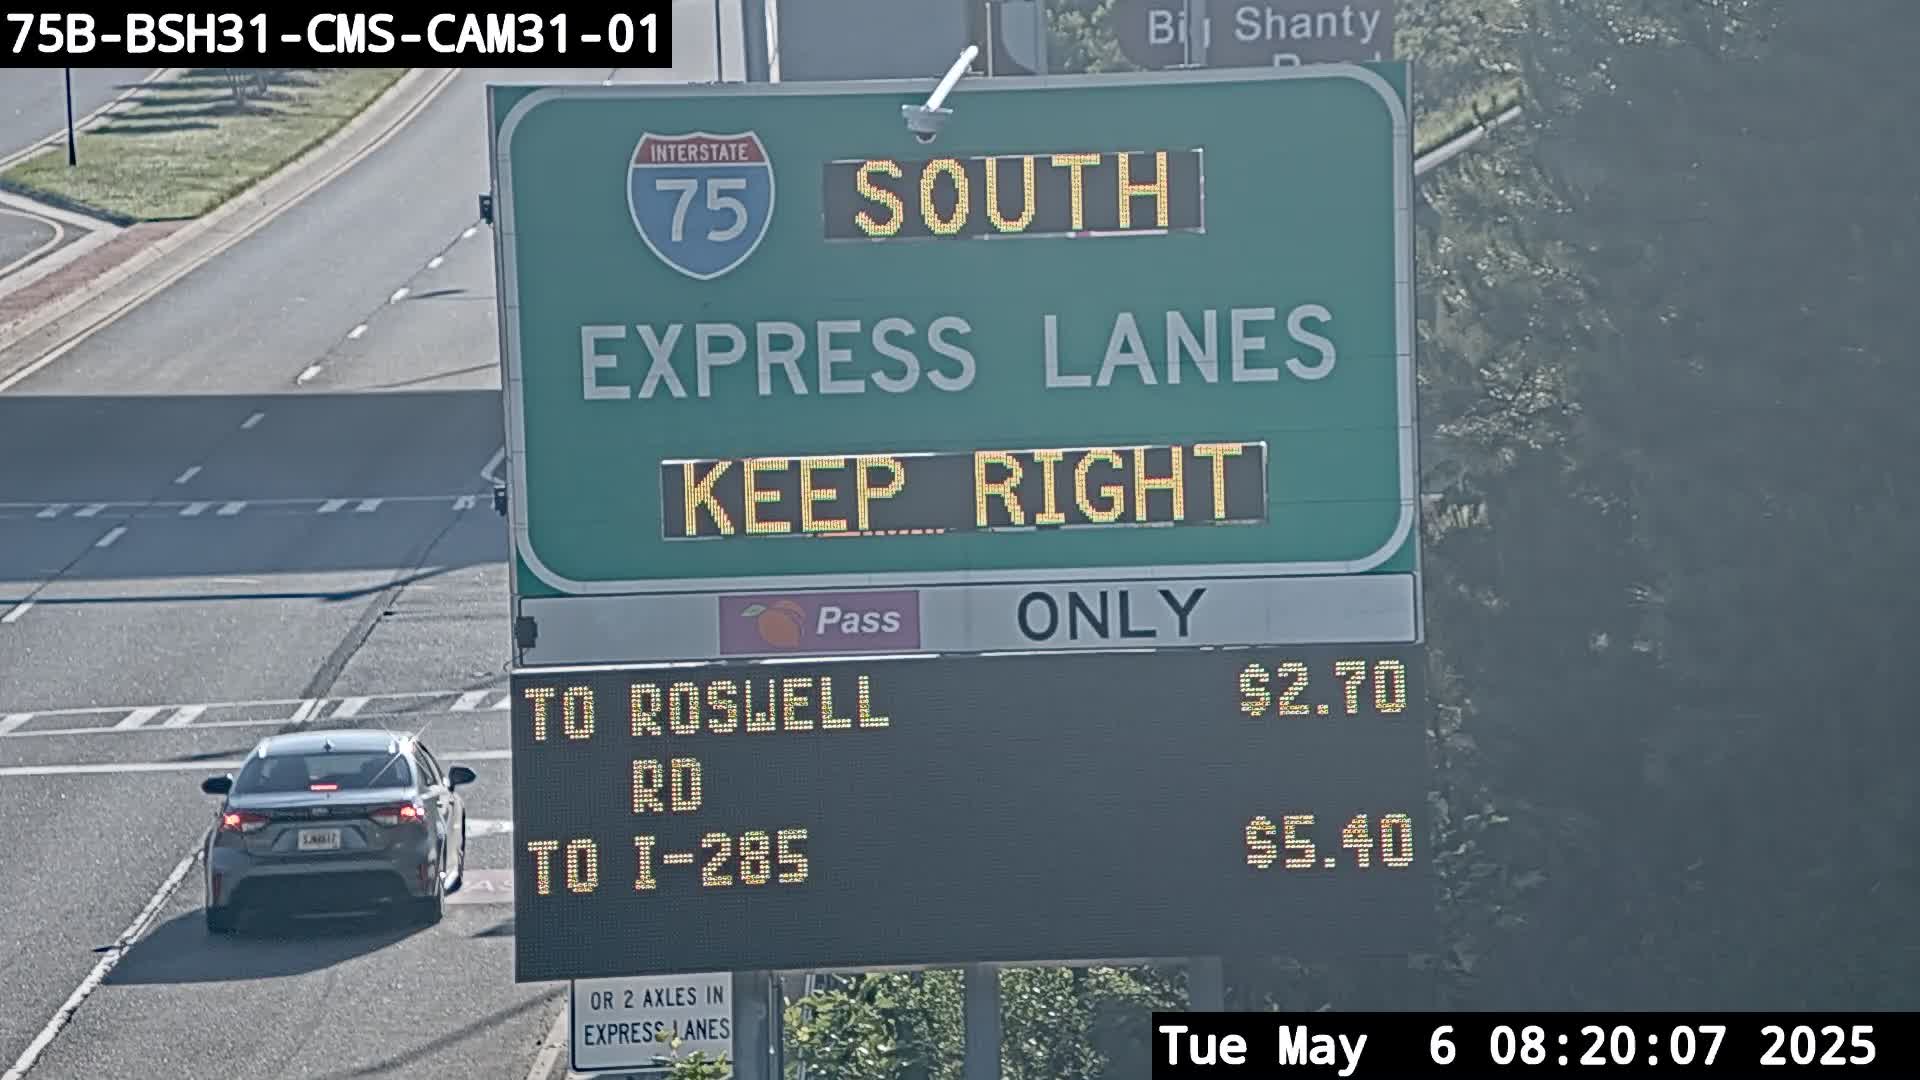 75B-BSH31-CMS-CAM31-01
Big Shanty
Road
INTERSTATE
75
SOUTH
EXPRESS LANES
KEEP RIGHT
Pass
ONLY
TO ROSWELL $2.70
RD
TO I-285 $5.40
OR 2 AXLES IN
EXPRESS LANES
Tue May 6 08:20:07 2025